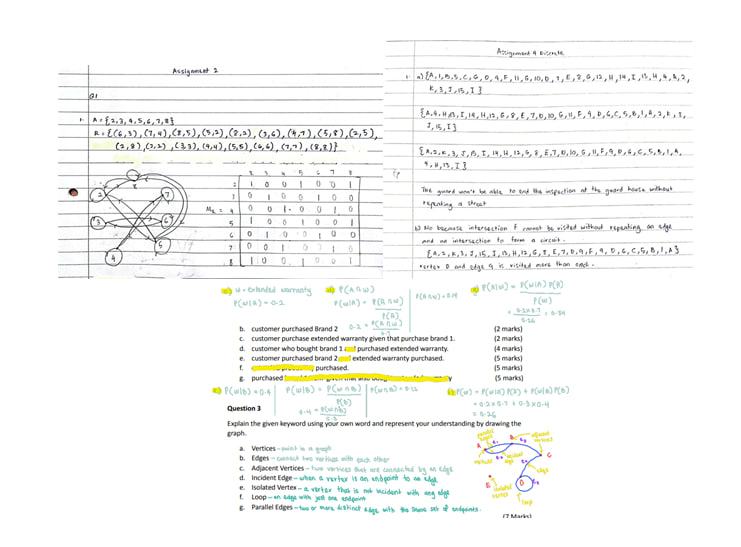 Assignment 2
Q1
1. A = {2,3,4,5,6,7,8}
R = {(6,3), (7,4), (8,5), (5,2), (8,2), (3,6), (4,7), (5,8), (2,5),
(2,8), (2,2), (3,3), (4,4), (5,5), (6,6), (7,7), (8,8)}
2 3 4 5 6 7 8
2 1 0 0 1 0 0 1
3 0 1 0 0 1 0 0
M_R = 4 0 0 1 0 0 1 0
5 1 0 0 1 0 0 1
6 0 1 0 0 1 0 0
7 0 0 1 0 0 1 0
8 1 0 0 1 0 0 1
2
8
7
3
6
5
4
Assignment 4 Discrete
1. a) {A,1,B,5,C,6,D,9,F,11,G,10,D,7,E,8,G,12,H,14,I,13,H,4,A,2,
K,3,J,15,I}
{A,4,H,13,I,14,H,12,G,8,E,7,D,10,G,11,F,9,D,6,C,5,B,1,A,2,K,3,
J,15,I}
{A,2,K,3,J,15,I,14,H,12,G,8,E,7,D,10,G,11,F,9,D,6,C,5,B,1,A,
4,H,13,I}
The guard won't be able to end the inspection at the guard house without
repeating a street
b) No because intersection F cannot be visited without repeating an edge
and an intersection to form a circuit.
{A,2,K,3,J,15,I,13,H,12,G,8,E,7,D,9,F,9,D,6,C,5,B,1,A}
vertex D and edge 9 is visited more than once.
W = extended warranty
P(W|A) = 0.2
P(A∩W)
P(W|A) = P(A∩W) / P(A)
0.2 = P(A∩W)
P(A∩W) = 0.14
P(A|W) = P(W|A) P(A) / P(W)
= 0.2 x 0.7 / 0.26 = 0.54
b. customer purchased Brand 2 (2 marks)
c. customer purchase extended warranty given that purchase brand 1. (2 marks)
d. customer who bought brand 1 purchased extended warranty. (4 marks)
e. customer purchased brand 2 extended warranty purchased. (5 marks)
f. purchased. (5 marks)
g. purchased (5 marks)
P(W|B) = 0.4
P(W|B) = P(W∩B) / P(B)
0.4 = P(W∩B) / 0.3
P(W∩B) = 0.12
P(W) = P(W|A) P(A) + P(W|B) P(B)
= 0.2 x 0.7 + 0.3 x 0.4
= 0.26
Question 3
Explain the given keyword using your own word and represent your understanding by drawing the
graph.
a. Vertices - point in a graph
b. Edges - connect two vertices with each other
c. Adjacent Vertices - two vertices that are connected by an edge
d. Incident Edge - when a vertex is an endpoint to an edge
e. Isolated Vertex - a vertex that is not incident with any edge
f. Loop - an edge with just one endpoint
g. Parallel Edges - two or more distinct edge with the same set of endpoints.
parallel edges
adjacent vertices
A
B
C
vertices
incident edge
edge
E
isolated vertex
D
loop
(7 Marks)